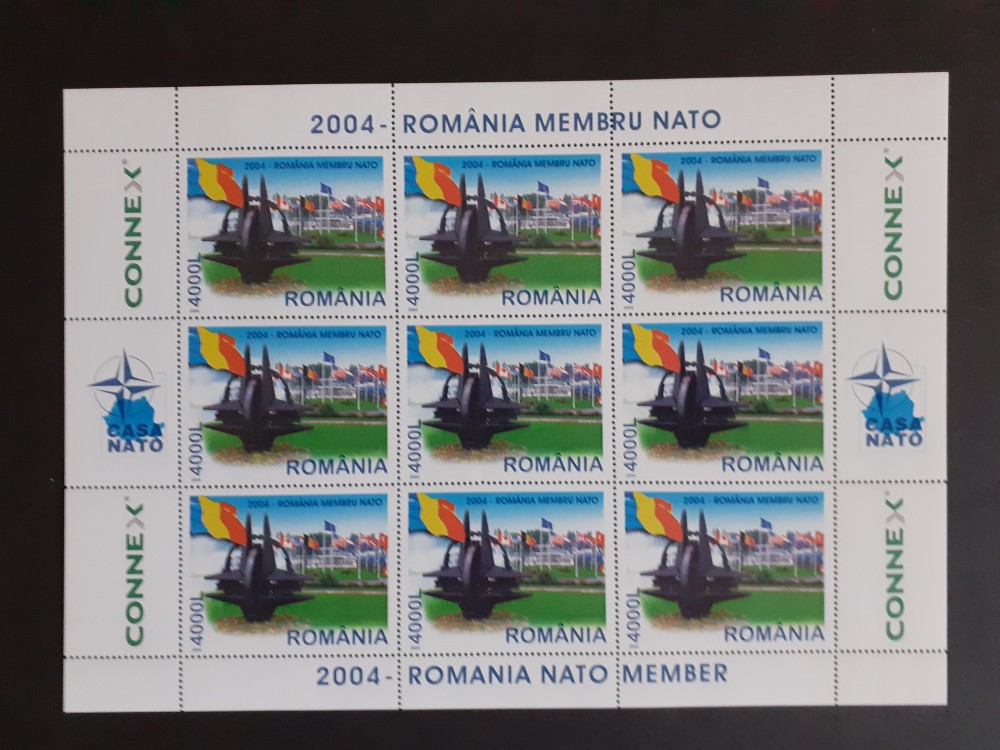 2004 - ROMÂNIA MEMBRU NATO
CONNEX®
2004 - ROMÂNIA MEMBRU NATO
4000L
ROMÂNIA
2004 - ROMÂNIA MEMBRU NATO
4000L
ROMÂNIA
2004 - ROMÂNIA MEMBRU NATO
4000L
ROMÂNIA
CONNEX®
CASA
NATO
2004 - ROMÂNIA MEMBRU NATO
4000L
ROMÂNIA
2004 - ROMÂNIA MEMBRU NATO
4000L
ROMÂNIA
2004 - ROMÂNIA MEMBRU NATO
4000L
ROMÂNIA
CASA
NATO
CONNEX®
2004 - ROMÂNIA MEMBRU NATO
4000L
ROMÂNIA
2004 - ROMÂNIA MEMBRU NATO
4000L
ROMÂNIA
2004 - ROMÂNIA MEMBRU NATO
4000L
ROMÂNIA
CONNEX®
2004 - ROMANIA NATO MEMBER